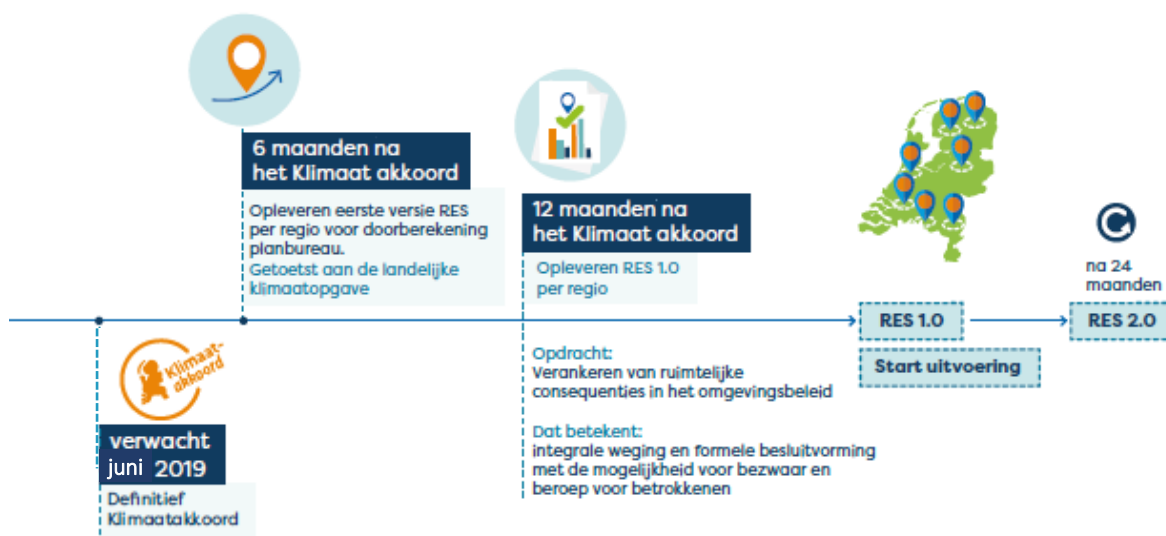 6 maanden na
het Klimaat akkoord
Opleveren eerste versie RES
per regio voor doorberekening
planbureau.
Getoetst aan de landelijke
klimaatopgave
12 maanden na
het Klimaat akkoord
Opleveren RES 1.0
per regio
na 24
maanden
RES 1.0
RES 2.0
Start uitvoering
Klimaat-
akkoord
verwacht
juni 2019
Definitief
Klimaatakkoord
Opdracht:
Verankeren van ruimtelijke
consequenties in het omgevingsbeleid
Dat betekent:
integrale weging en formele besluitvorming
met de mogelijkheid voor bezwaar en
beroep voor betrokkenen